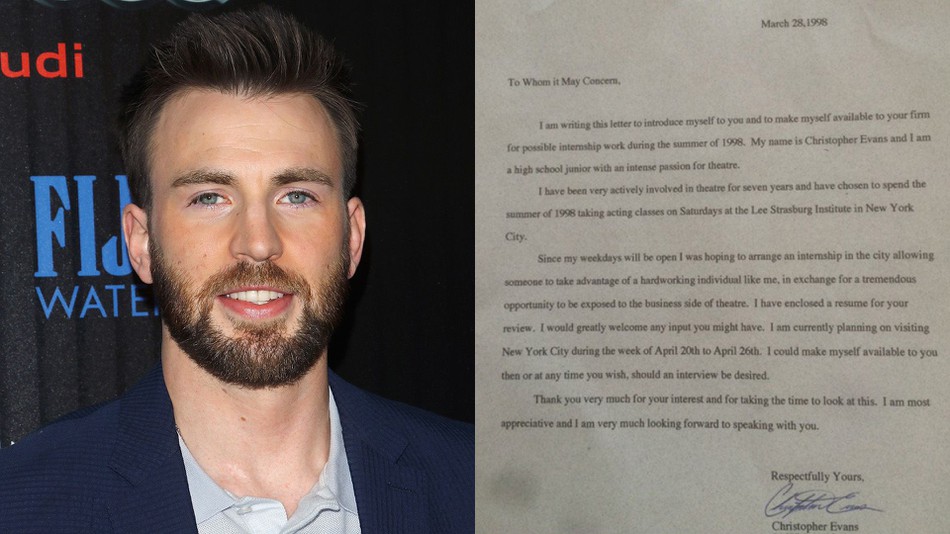 udi
FIJ
WATE
March 28,1998
To Whom it May Concern,
I am writing this letter to introduce myself to you and to make myself available to your firm
for possible internship work during the summer of 1998. My name is Christopher Evans and I am
a high school junior with an intense passion for theatre.
I have been very actively involved in theatre for seven years and have chosen to spend the
summer of 1998 taking acting classes on Saturdays at the Lee Strasburg Institute in New York
City.
Since my weekdays will be open I was hoping to arrange an internship in the city allowing
someone to take advantage of a hardworking individual like me, in exchange for a tremendous
opportunity to be exposed to the business side of theatre. I have enclosed a resume for your
review. I would greatly welcome any input you might have. I am currently planning on visiting
New York City during the week of April 20th to April 26th. I could make myself available to you
then or at any time you wish, should an interview be desired.
Thank you very much for your interest and for taking the time to look at this. I am most
appreciative and I am very much looking forward to speaking with you.
Respectfully Yours,
Christopher Evans
Christopher Evans